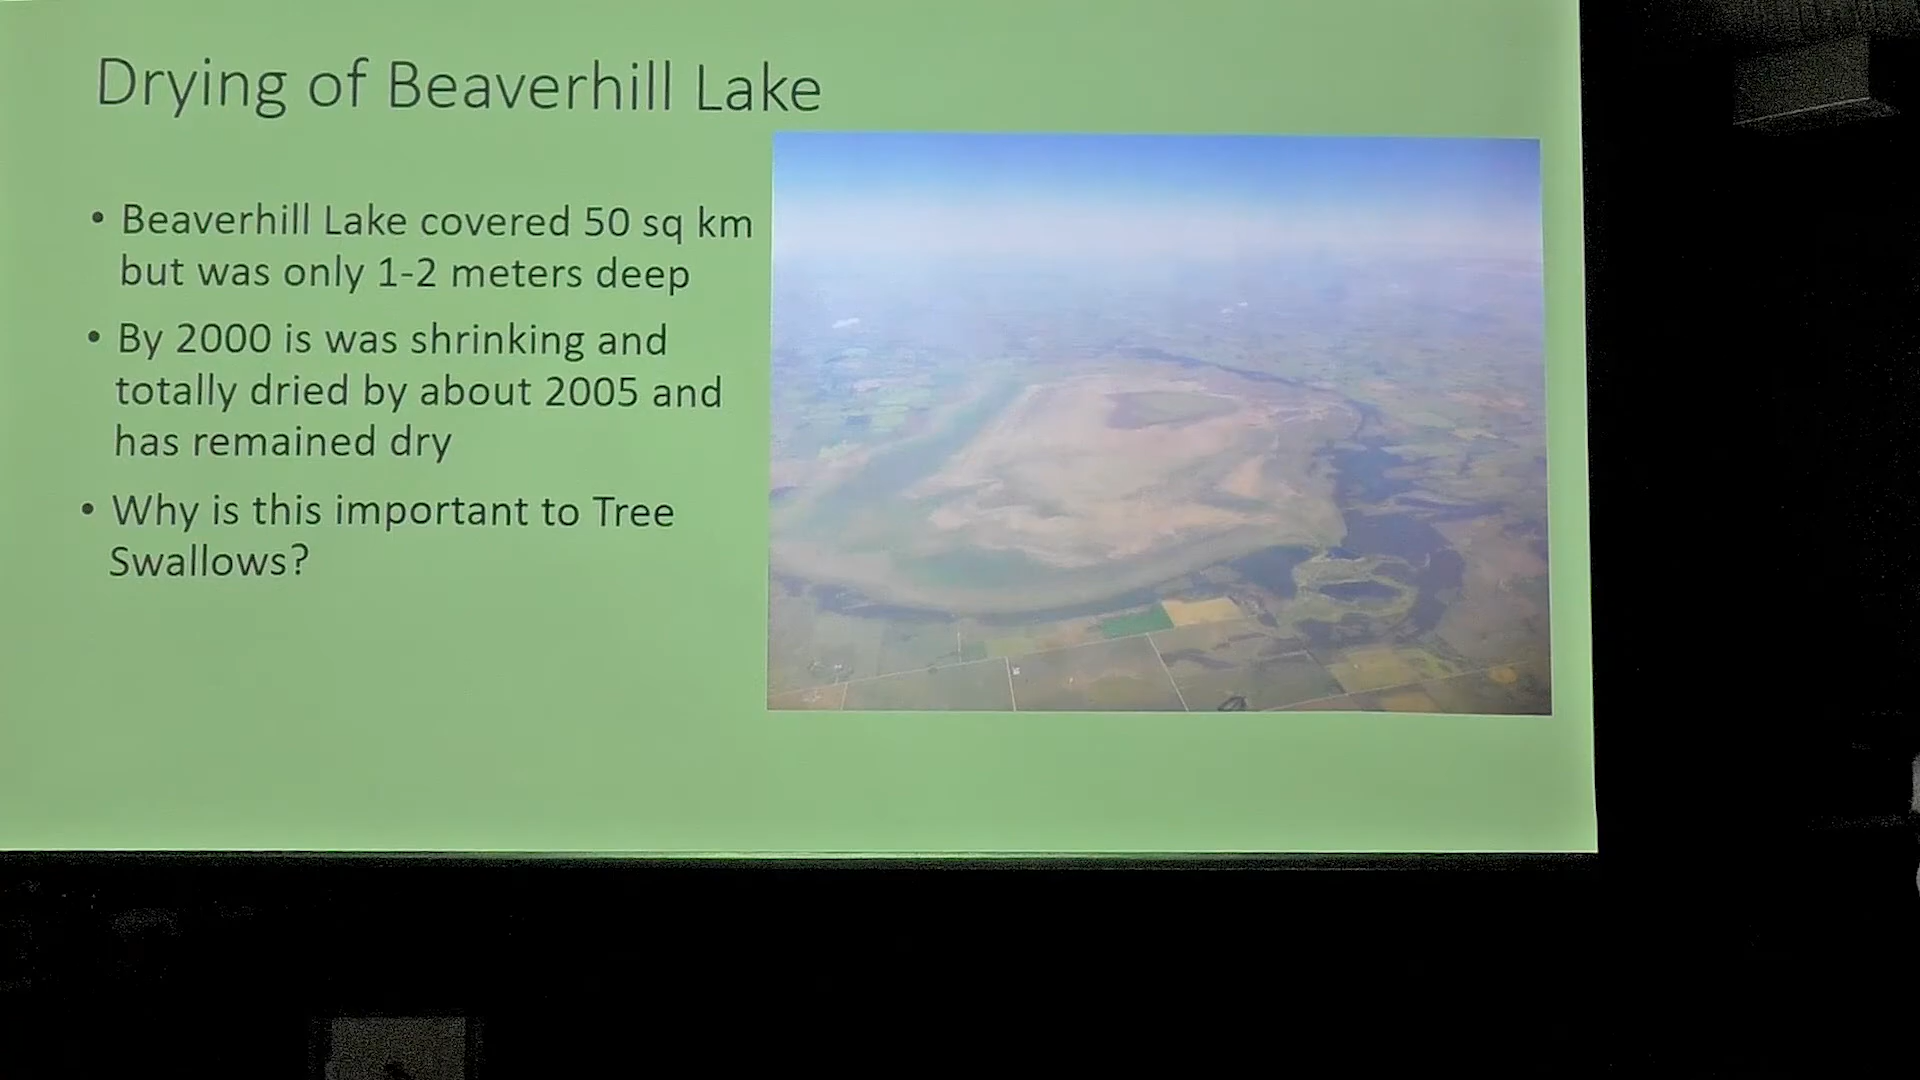 Drying of Beaverhill Lake
• Beaverhill Lake covered 50 sq km
but was only 1-2 meters deep
• By 2000 is was shrinking and
totally dried by about 2005 and
has remained dry
• Why is this important to Tree
Swallows?